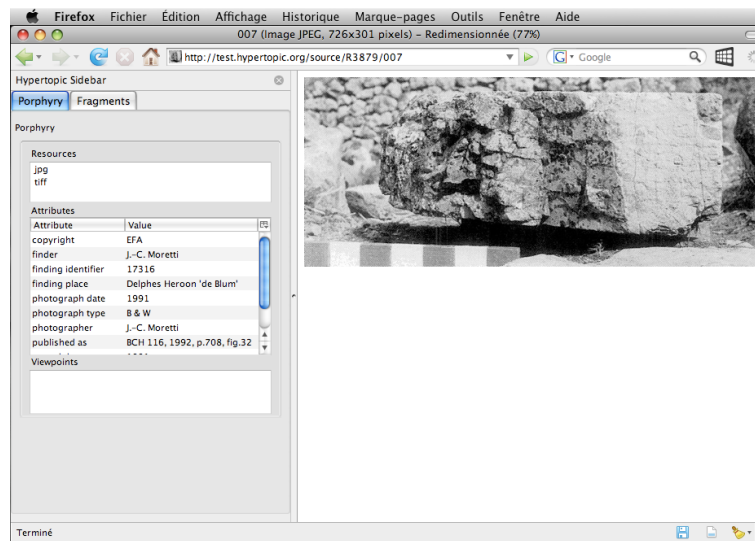 Firefox Fichier Édition Affichage Historique Marque-pages Outils Fenêtre Aide
007 (Image JPEG, 726x301 pixels) – Redimensionnée (77%)
http://test.hypertopic.org/source/R3879/007
G Google
Hypertopic Sidebar
Porphyry Fragments
Porphyry
Resources
jpg
tiff
Attributes
Attribute Value
copyright EFA
finder J.-C. Moretti
finding identifier 17316
finding place Delphes Heroon 'de Blum'
photograph date 1991
photograph type B & W
photographer J.-C. Moretti
published as BCH 116, 1992, p.708, fig.32
Viewpoints
Terminé